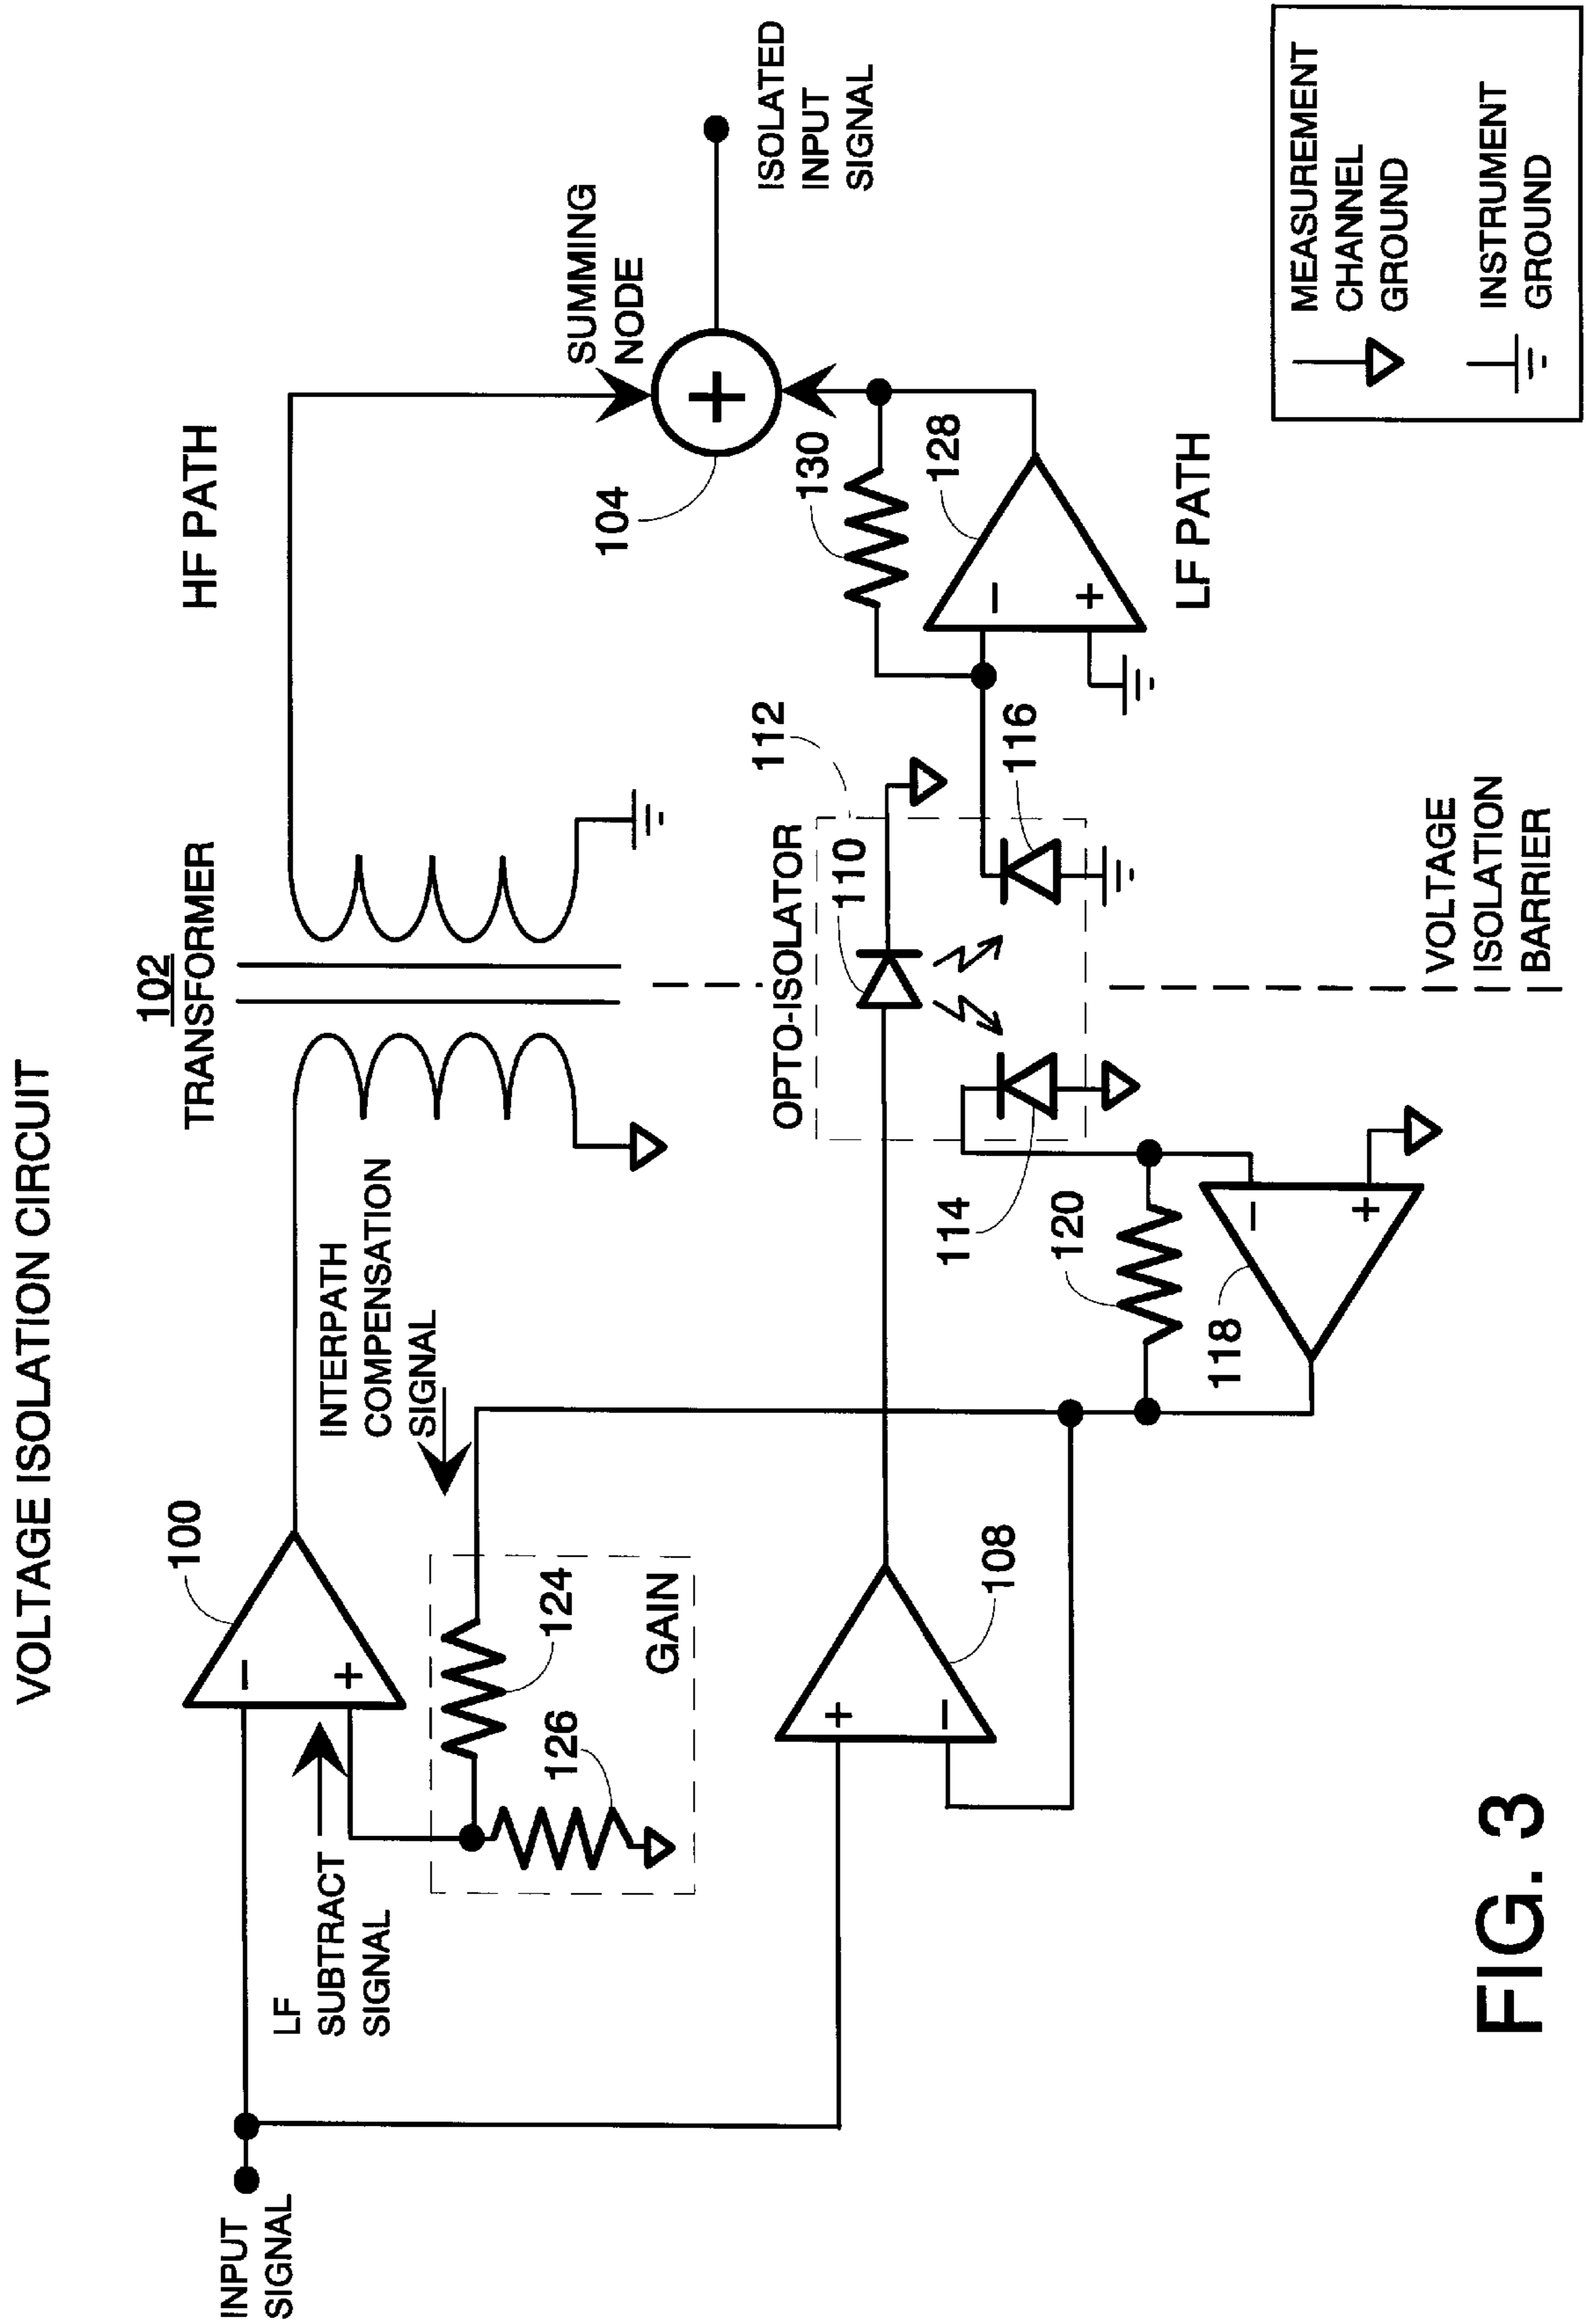 VOLTAGE ISOLATION CIRCUIT
INPUT
SIGNAL
LF
SUBTRACT
SIGNAL
100
−
+
INTERPATH
COMPENSATION
SIGNAL
102
TRANSFORMER
HF PATH
SUMMING
NODE
+
104
ISOLATED
INPUT
SIGNAL
124
126
GAIN
+
−
108
OPTO-ISOLATOR
110
112
114
116
120
118
−
+
130
128
−
+
LF PATH
VOLTAGE
ISOLATION
BARRIER
MEASUREMENT
CHANNEL
GROUND
INSTRUMENT
GROUND
FIG. 3